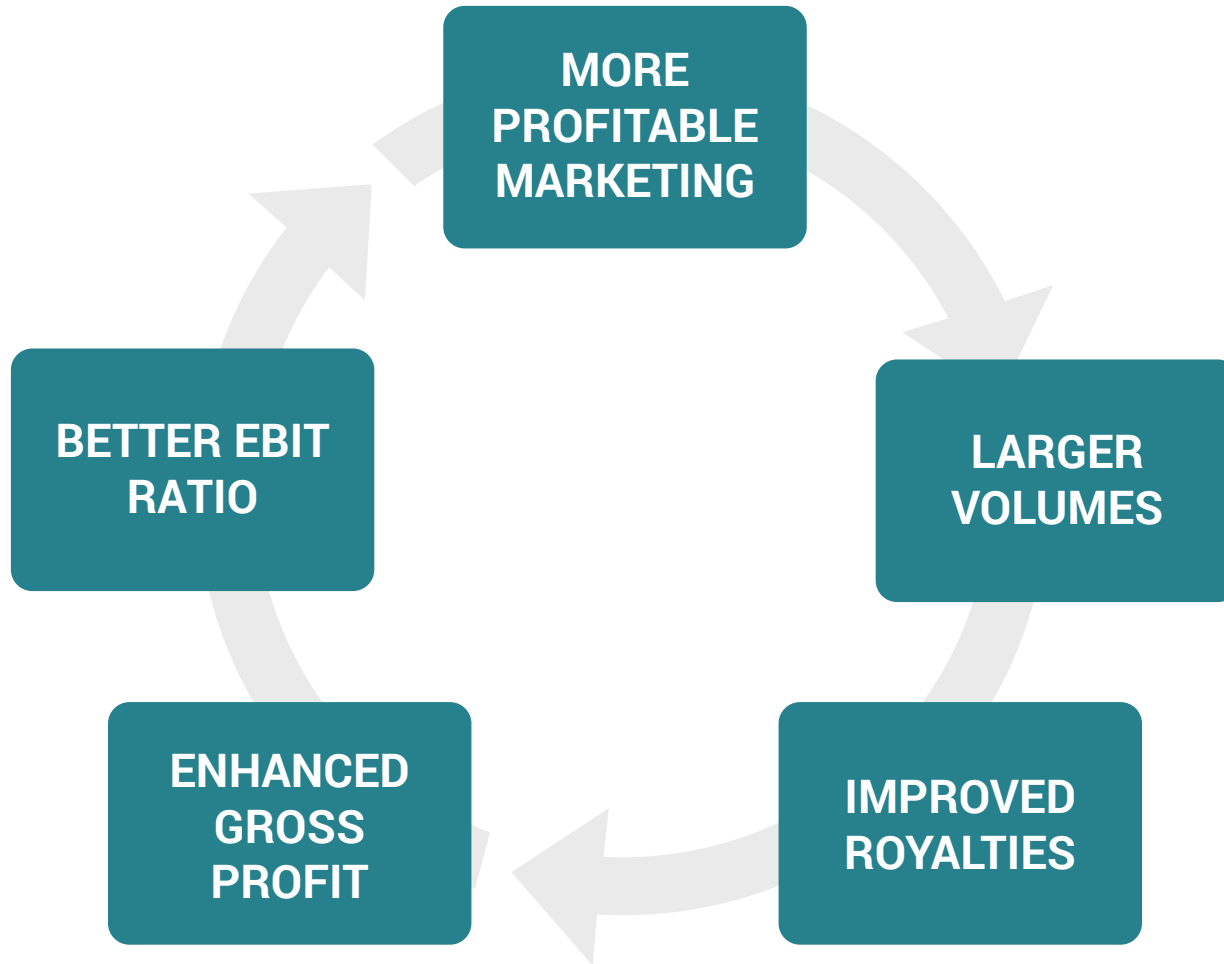 MORE
PROFITABLE
MARKETING
LARGER
VOLUMES
IMPROVED
ROYALTIES
ENHANCED
GROSS
PROFIT
BETTER EBIT
RATIO